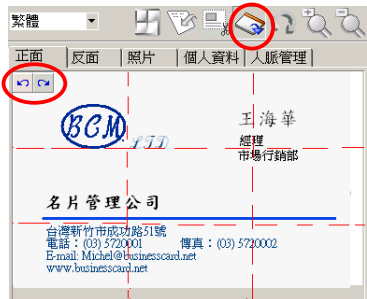 繁體
正面 反面 照片 個人資料 人脈管理
BCM
LTD
王海華
經理
市場行銷部
名片管理公司
台灣新竹市成功路51號
電話：(03) 5720001 傳真：(03) 5720002
E-mail: Michel@businesscard.net
www.businesscard.net